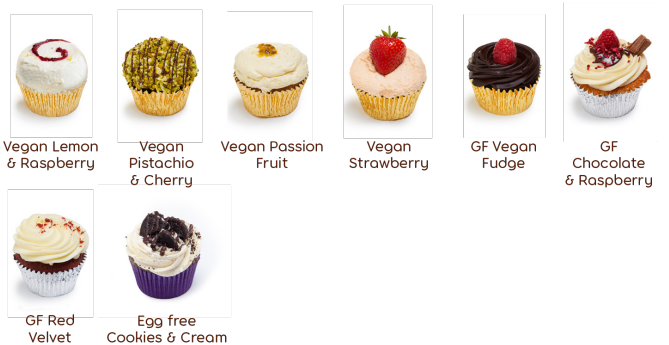 Vegan Lemon
& Raspberry
Vegan
Pistachio
& Cherry
Vegan Passion
Fruit
Vegan
Strawberry
GF Vegan
Fudge
GF
Chocolate
& Raspberry
GF Red
Velvet
Egg free
Cookies & Cream